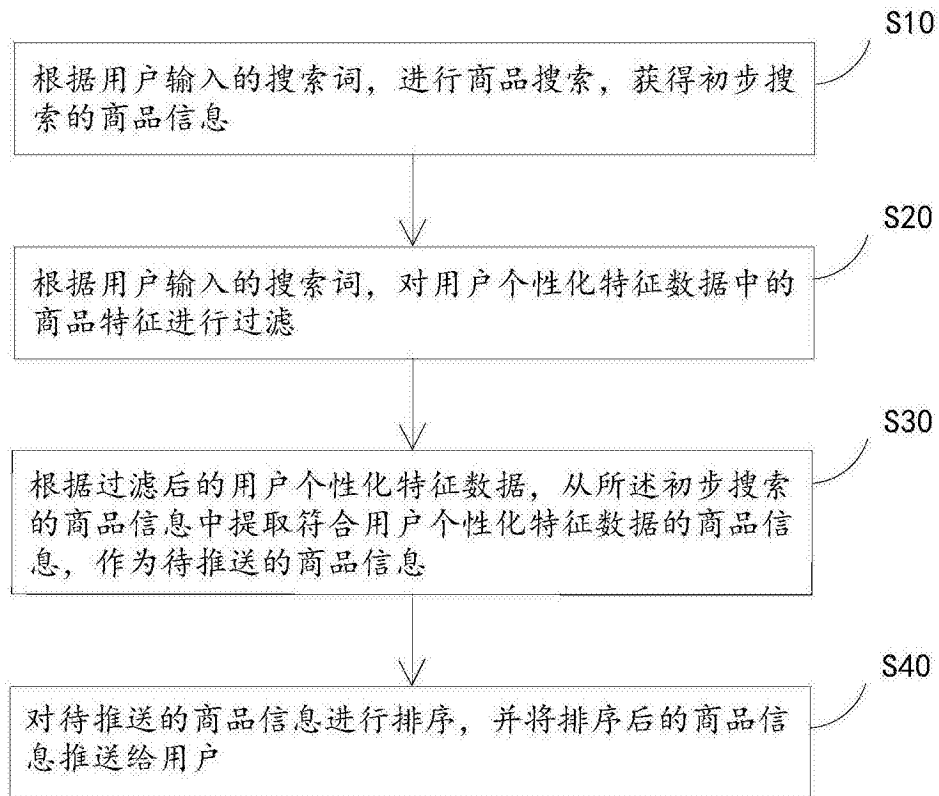 S10
根据用户输入的搜索词，进行商品搜索，获得初步搜
索的商品信息
S20
根据用户输入的搜索词，对用户个性化特征数据中的
商品特征进行过滤
S30
根据过滤后的用户个性化特征数据，从所述初步搜索
的商品信息中提取符合用户个性化特征数据的商品信
息，作为待推送的商品信息
S40
对待推送的商品信息进行排序，并将排序后的商品信
息推送给用户